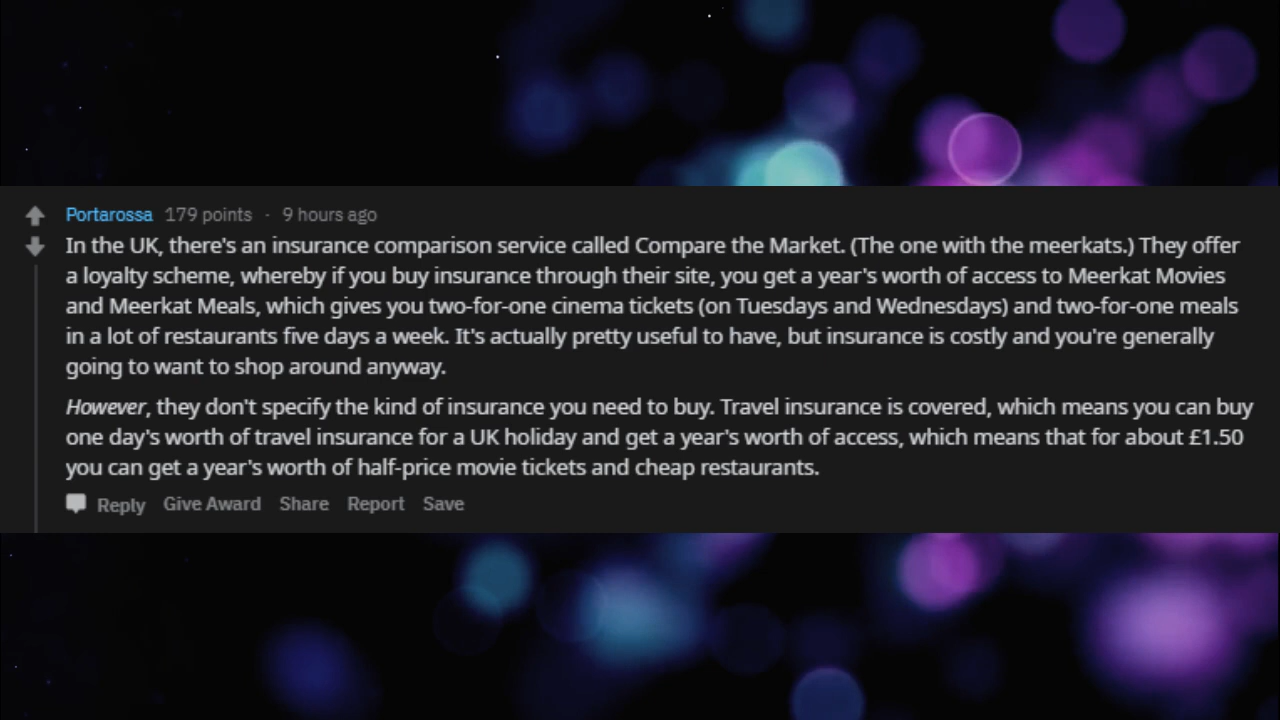 Portarossa 179 points · 9 hours ago
In the UK, there's an insurance comparison service called Compare the Market. (The one with the meerkats.) They offer
a loyalty scheme, whereby if you buy insurance through their site, you get a year's worth of access to Meerkat Movies
and Meerkat Meals, which gives you two-for-one cinema tickets (on Tuesdays and Wednesdays) and two-for-one meals
in a lot of restaurants five days a week. It's actually pretty useful to have, but insurance is costly and you're generally
going to want to shop around anyway.
However, they don't specify the kind of insurance you need to buy. Travel insurance is covered, which means you can buy
one day's worth of travel insurance for a UK holiday and get a year's worth of access, which means that for about £1.50
you can get a year's worth of half-price movie tickets and cheap restaurants.
Reply Give Award Share Report Save